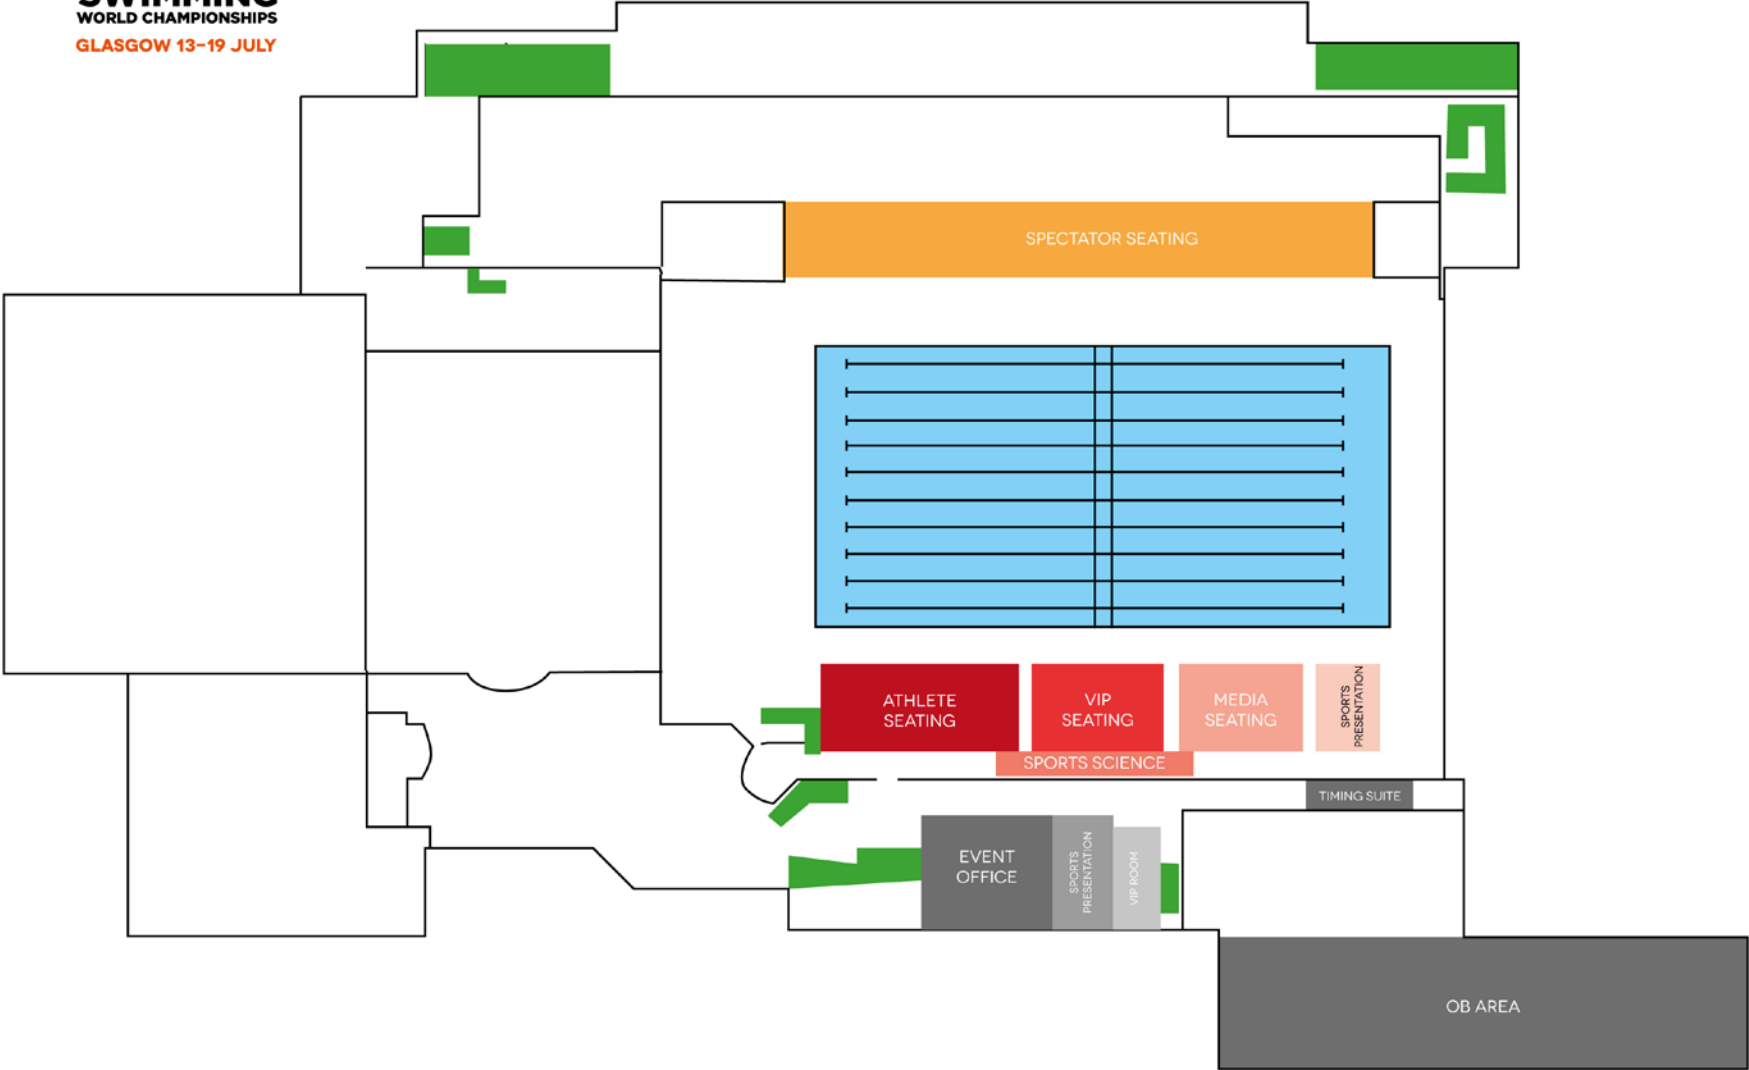 SWIMMING
WORLD CHAMPIONSHIPS
GLASGOW 13-19 JULY
SPECTATOR SEATING
ATHLETE
SEATING
VIP
SEATING
MEDIA
SEATING
SPORTS
PRESENTATION
SPORTS SCIENCE
TIMING SUITE
EVENT
OFFICE
SPORTS
PRESENTATION
VIP ROOM
OB AREA